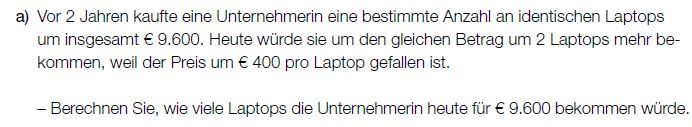 a) Vor 2 Jahren kaufte eine Unternehmerin eine bestimmte Anzahl an identischen Laptops
um insgesamt € 9.600. Heute würde sie um den gleichen Betrag um 2 Laptops mehr be-
kommen, weil der Preis um € 400 pro Laptop gefallen ist.
– Berechnen Sie, wie viele Laptops die Unternehmerin heute für € 9.600 bekommen würde.